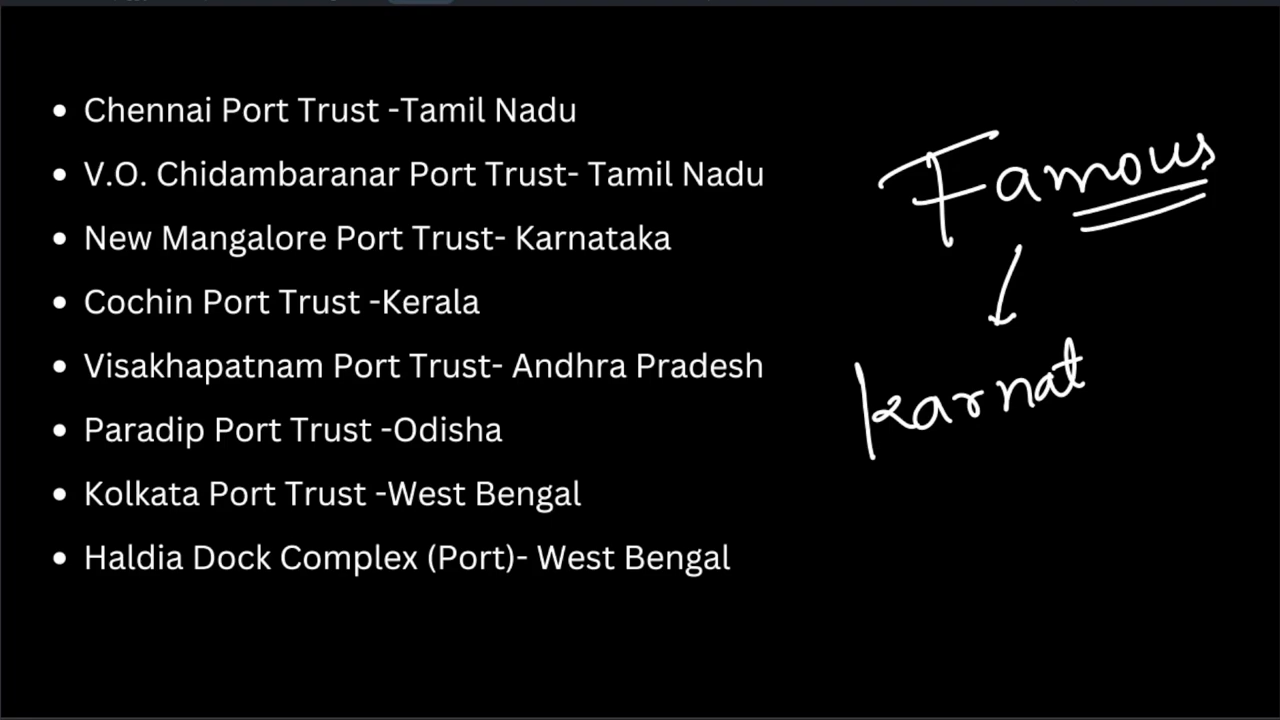 • Chennai Port Trust -Tamil Nadu
• V.O. Chidambaranar Port Trust- Tamil Nadu
• New Mangalore Port Trust- Karnataka
• Cochin Port Trust -Kerala
• Visakhapatnam Port Trust- Andhra Pradesh
• Paradip Port Trust -Odisha
• Kolkata Port Trust -West Bengal
• Haldia Dock Complex (Port)- West Bengal
Famous
Karnat